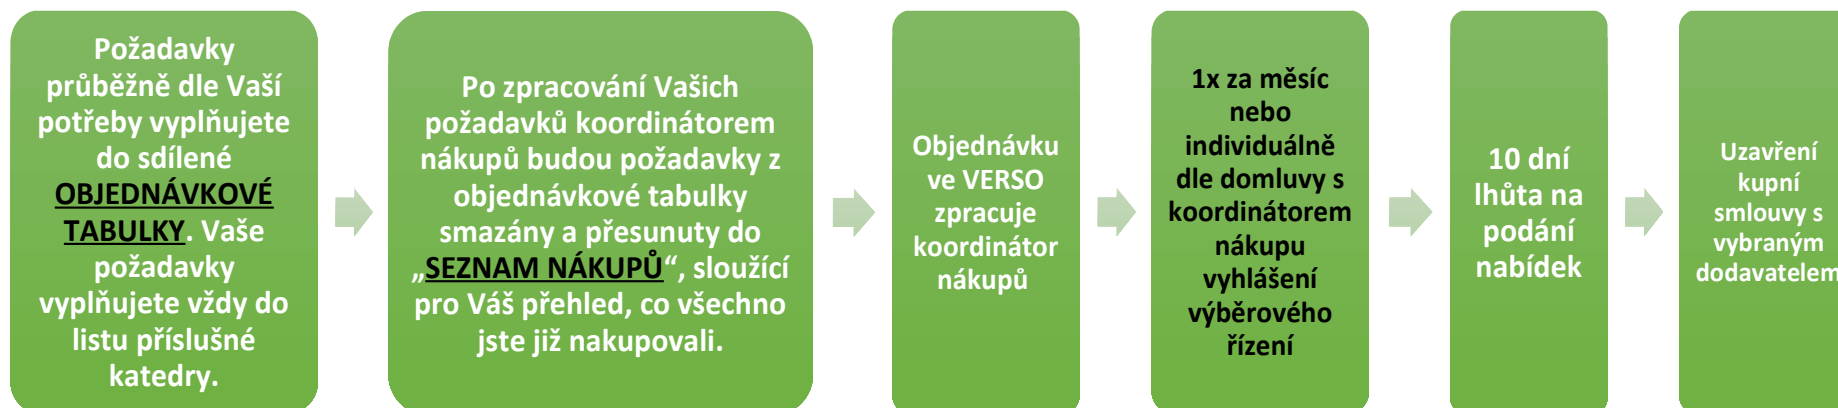 Požadavky
průběžně dle Vaší
potřeby vyplňujete
do sdílené
OBJEDNÁVKOVÉ
TABULKY. Vaše
požadavky
vyplňujete vždy do
listu příslušné
katedry.
Po zpracování Vašich
požadavků koordinátorem
nákupů budou požadavky z
objednávkové tabulky
smazány a přesunuty do
„SEZNAM NÁKUPŮ“, sloužící
pro Váš přehled, co všechno
jste již nakupovali.
Objednávku
ve VERSO
zpracuje
koordinátor
nákupů
1x za měsíc
nebo
individuálně
dle domluvy s
koordinátorem
nákupu
vyhlášení
výběrového
řízení
10 dní
lhůta na
podání
nabídek
Uzavření
kupní
smlouvy s
vybraným
dodavatelem